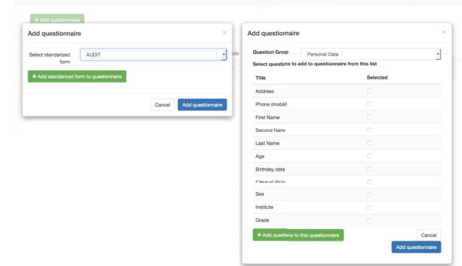 + Add questionnaire
Add questionnaire ×
Select standardized form AUDIT
+ Add standardized form to questionnaire
Cancel Add questionnaire
Add questionnaire ×
Question Group Personal Data
Select questions to add to questionnaire from this list
Title Selected
Address
Phone (mobil)
First Name
Second Name
Last Name
Age
Birthday date
Sex
Institute
Grade
+ Add questions to this questionnaire
Cancel
Add questionnaire